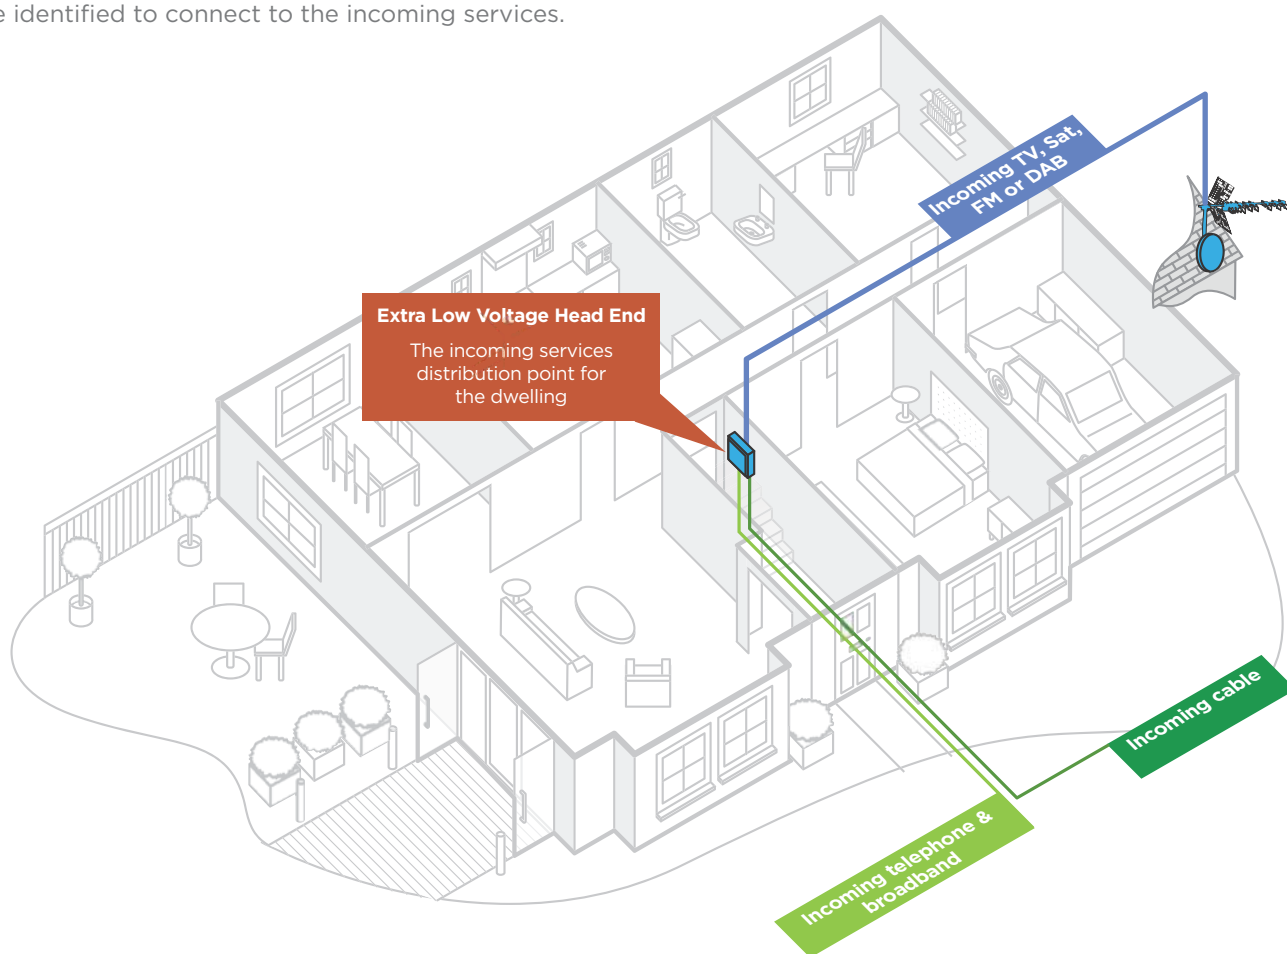 e identified to connect to the incoming services.
Incoming TV, Sat,
FM or DAB
Extra Low Voltage Head End
The incoming services
distribution point for
the dwelling
Incoming cable
Incoming telephone &
broadband